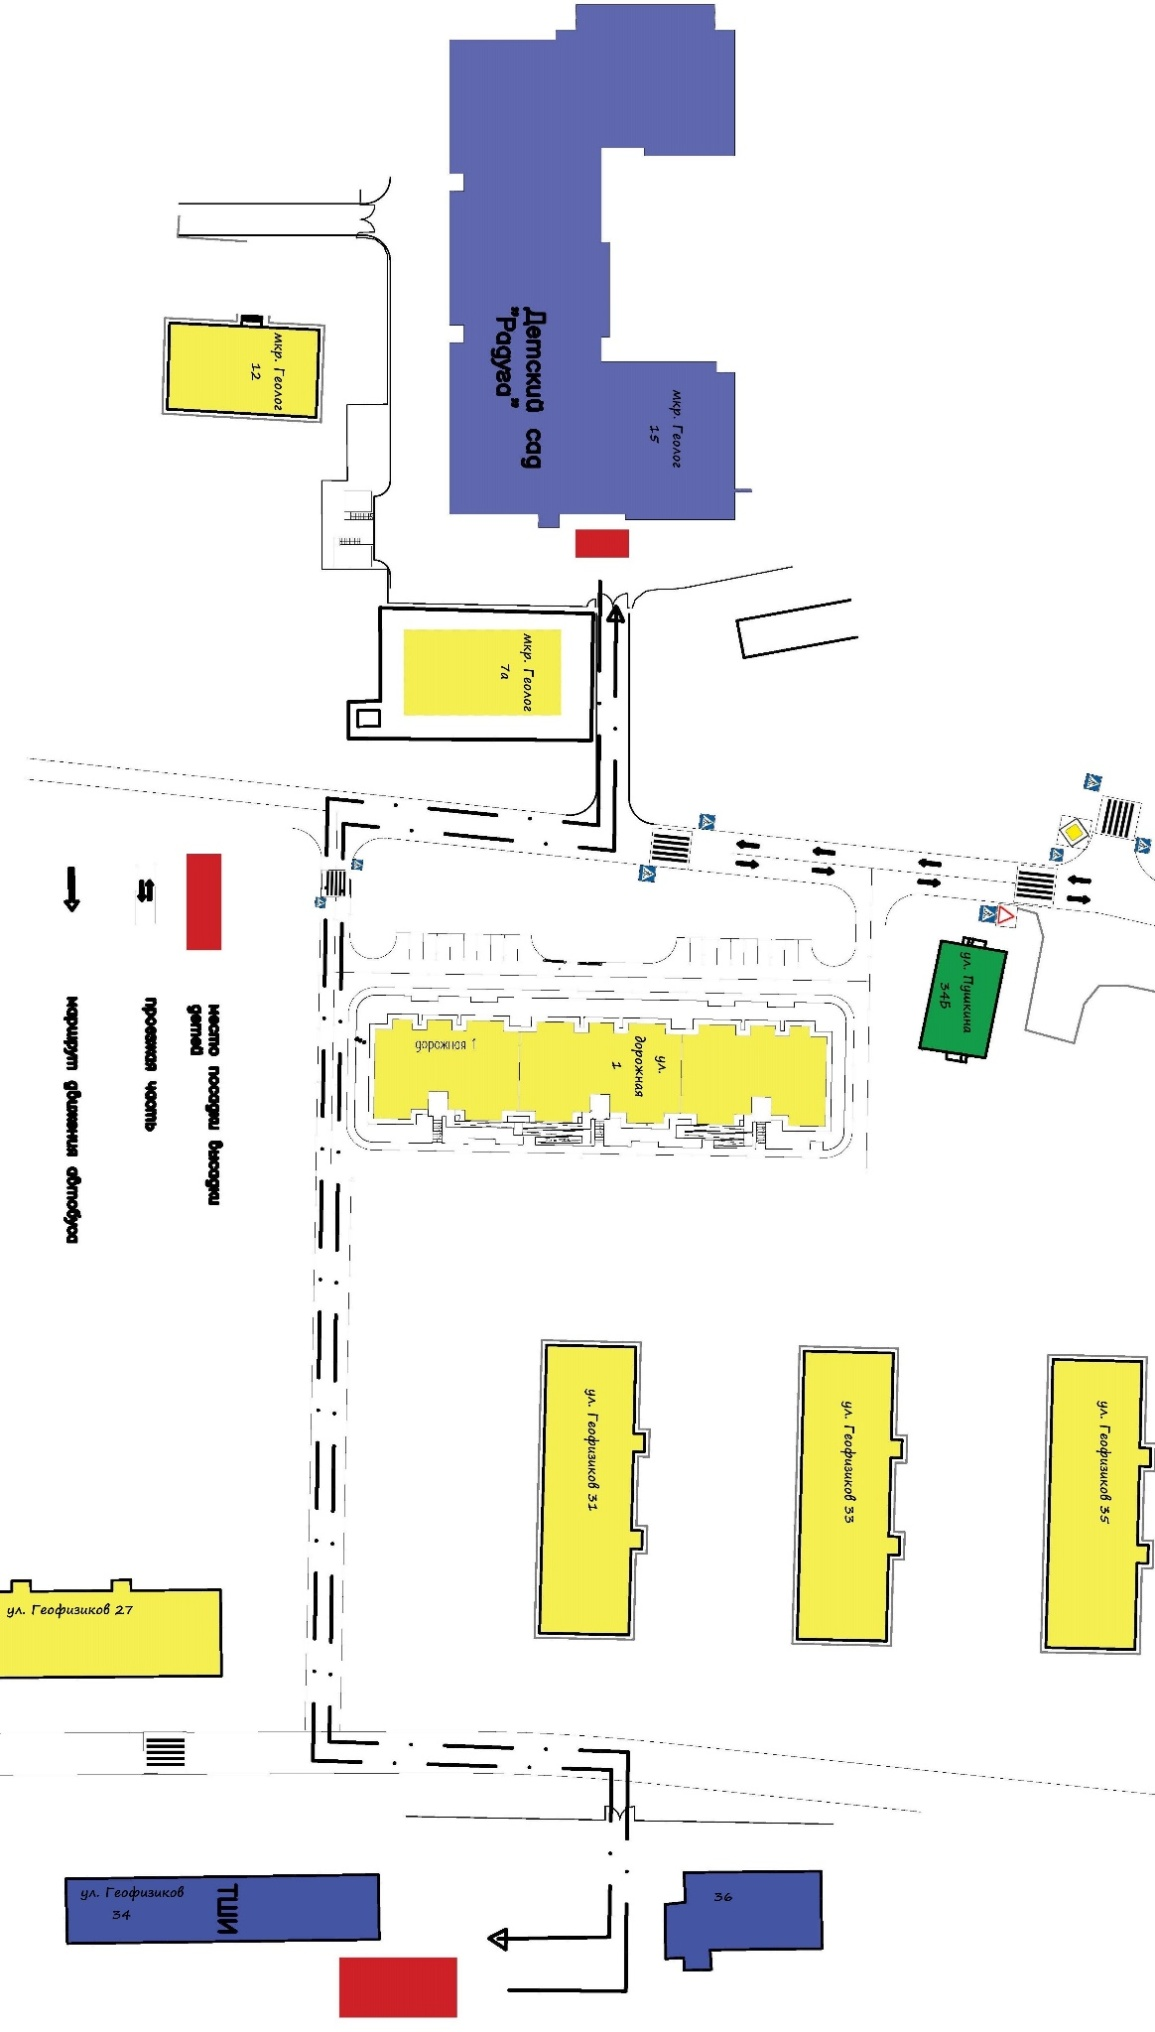 Детский сад
"Радуга"
мкр. Геолог
15
мкр. Геолог
12
мкр. Геолог
7а
ул. Пушкина
34Б
ул.
дорожная
1
дорожная 1
место посадки высадки
детей
проезжая часть
маршрут движения автобуса
ул. Геофизиков 31
ул. Геофизиков 33
ул. Геофизиков 35
ул. Геофизиков 27
ул. Геофизиков
34
ТШИ
36